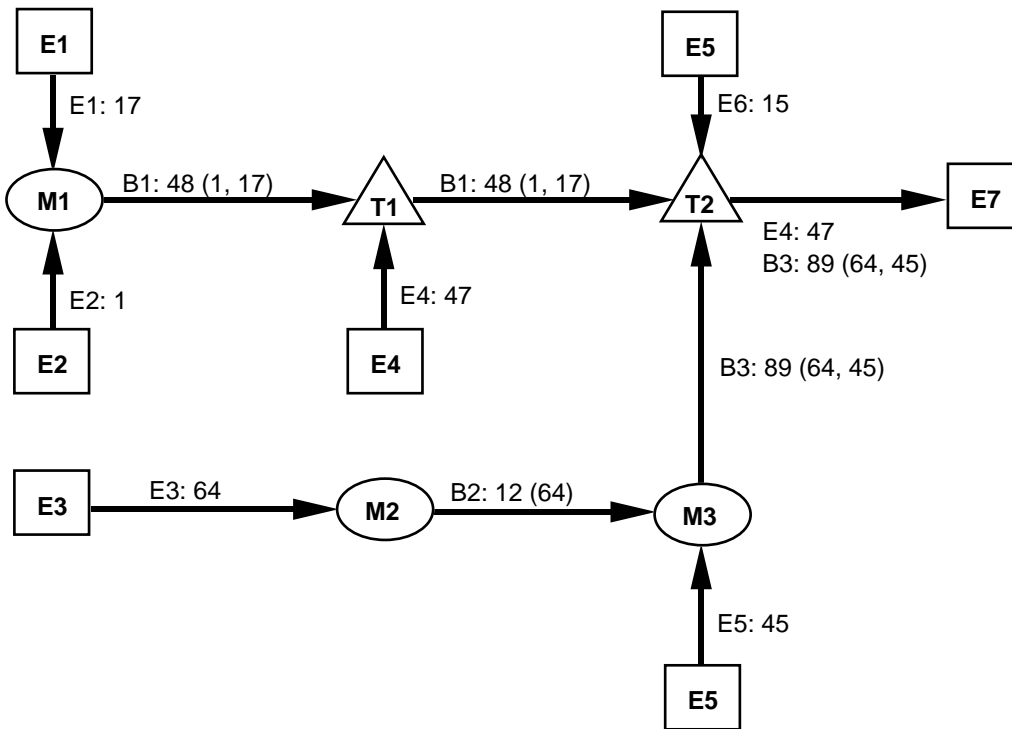 E1
E5
E1: 17
E6: 15
M1
B1: 48 (1, 17)
T1
B1: 48 (1, 17)
T2
E7
E4: 47
B3: 89 (64, 45)
E2: 1
E4: 47
E2
E4
B3: 89 (64, 45)
E3
E3: 64
M2
B2: 12 (64)
M3
E5: 45
E5